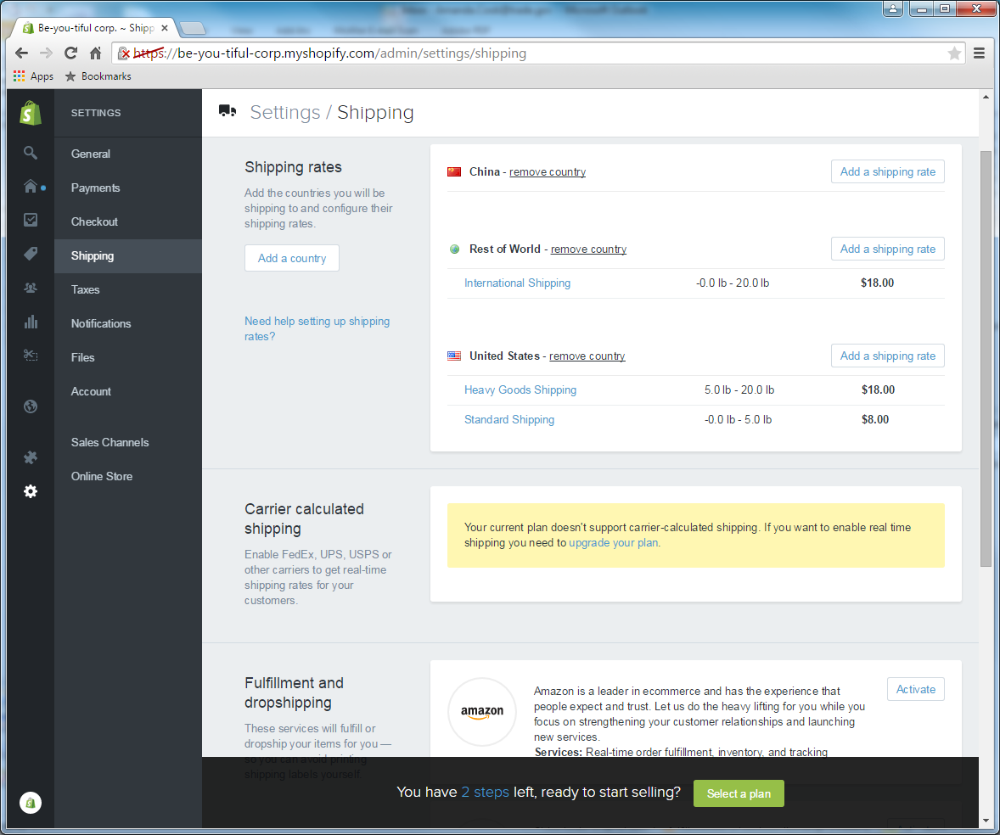 Be-you-tiful corp. ~ Shipp
https://be-you-tiful-corp.myshopify.com/admin/settings/shipping
Apps Bookmarks
SETTINGS
General
Payments
Checkout
Shipping
Taxes
Notifications
Files
Account
Sales Channels
Online Store
Settings / Shipping
Shipping rates
Add the countries you will be
shipping to and configure their
shipping rates.
Add a country
Need help setting up shipping
rates?
China - remove country Add a shipping rate
Rest of World - remove country Add a shipping rate
International Shipping -0.0 lb - 20.0 lb $18.00
United States - remove country Add a shipping rate
Heavy Goods Shipping 5.0 lb - 20.0 lb $18.00
Standard Shipping -0.0 lb - 5.0 lb $8.00
Carrier calculated
shipping
Enable FedEx, UPS, USPS or
other carriers to get real-time
shipping rates for your
customers.
Your current plan doesn't support carrier-calculated shipping. If you want to enable real time
shipping you need to upgrade your plan.
Fulfillment and
dropshipping
These services will fulfill or
dropship your items for you —
so you can avoid printing
shipping labels yourself.
amazon
Amazon is a leader in ecommerce and has the experience that
people expect and trust. Let us do the heavy lifting for you while you
focus on strengthening your customer relationships and launching
new services.
Services: Real-time order fulfillment, inventory, and tracking
Activate
You have 2 steps left, ready to start selling? Select a plan